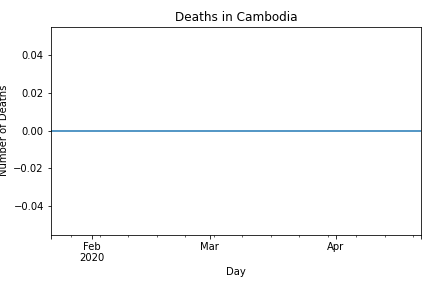 Deaths in Cambodia
0.04
0.02
0.00
−0.02
−0.04
Number of Deaths
Feb
2020
Mar
Apr
Day